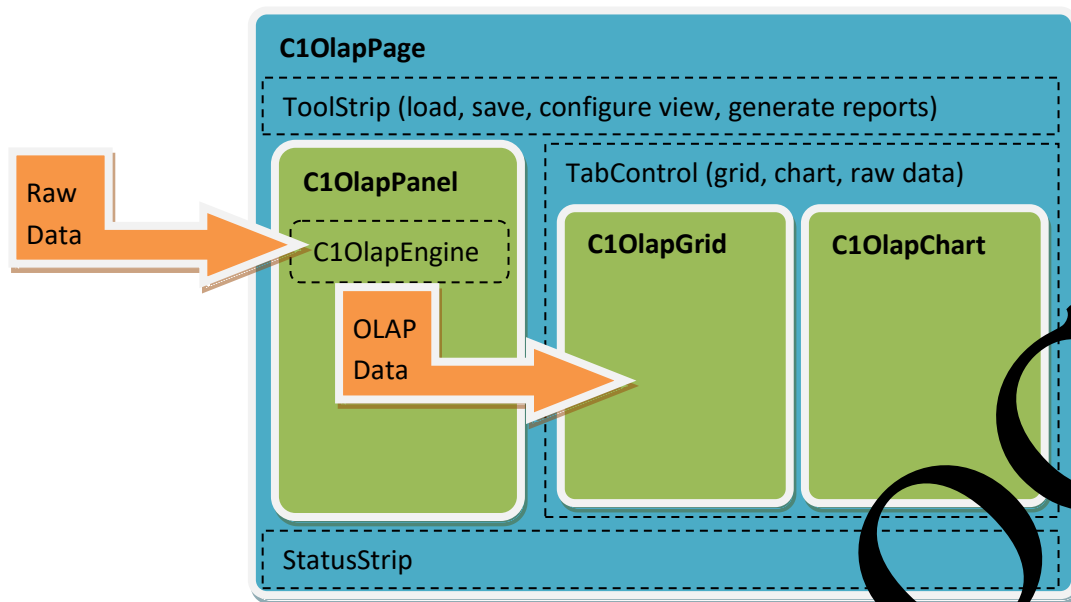 C1OlapPage
ToolStrip (load, save, configure view, generate reports)
Raw
Data
C1OlapPanel
C1OlapEngine
OLAP
Data
TabControl (grid, chart, raw data)
C1OlapGrid
C1OlapChart
StatusStrip